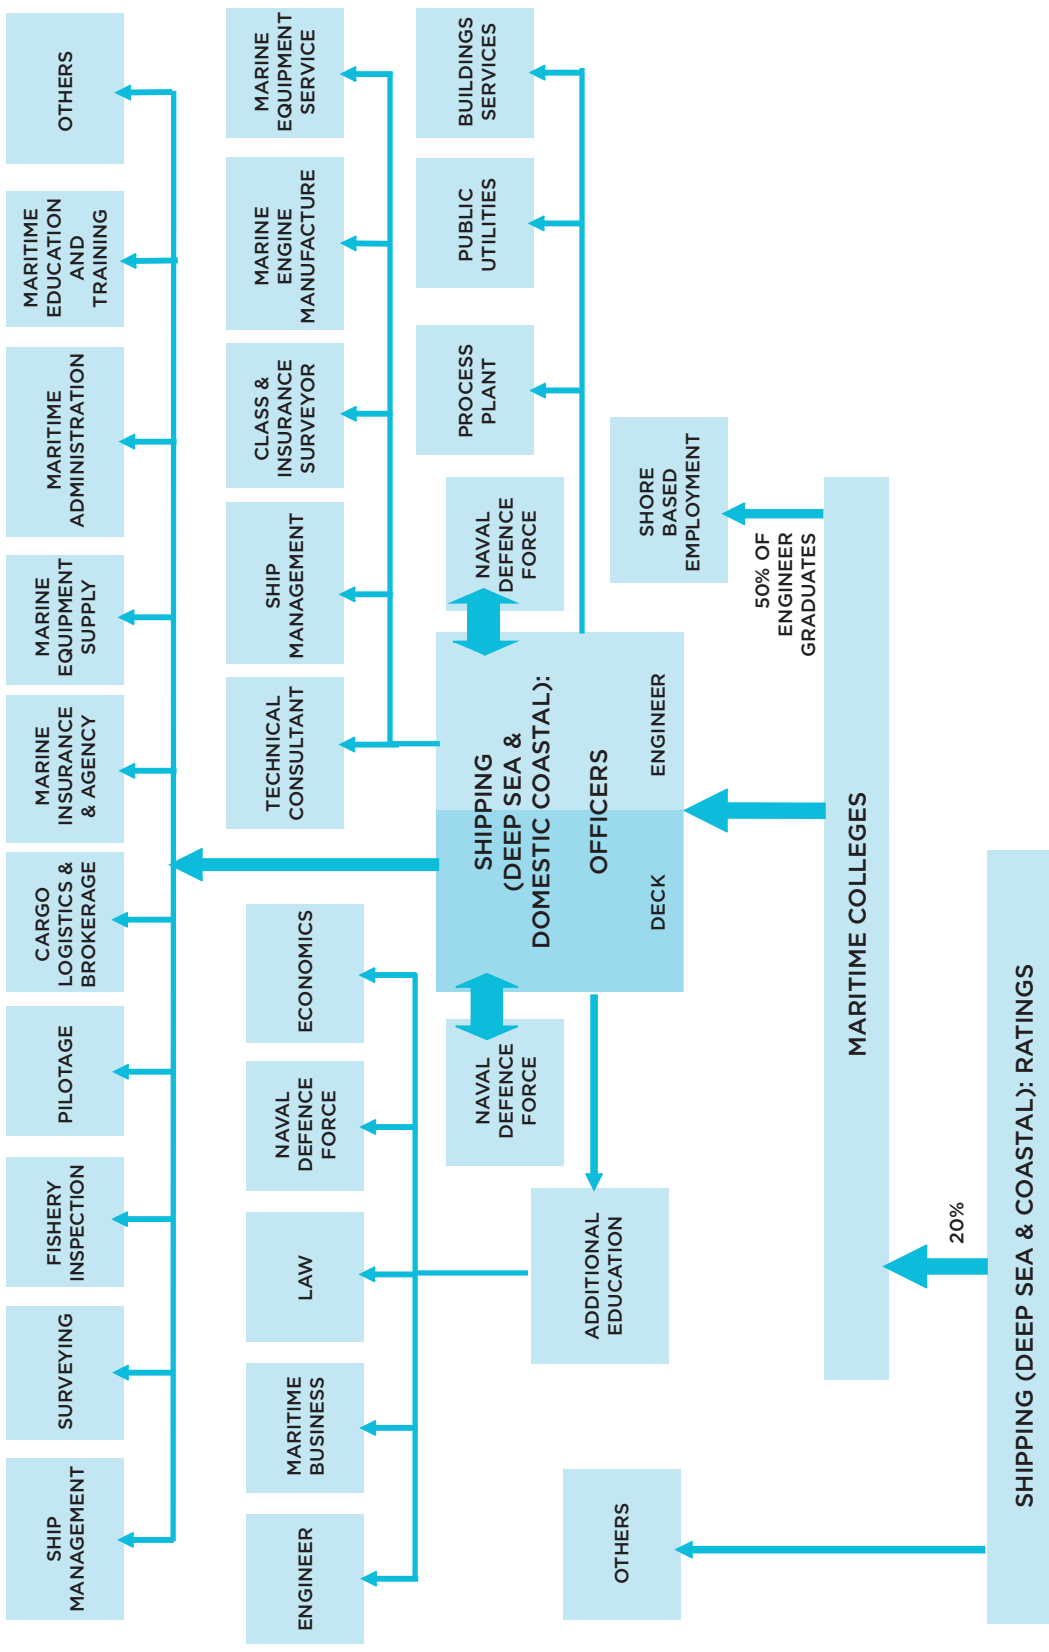 SHIP
MANAGEMENT
SURVEYING
FISHERY
INSPECTION
PILOTAGE
CARGO
LOGISTICS &
BROKERAGE
MARINE
INSURANCE
& AGENCY
MARINE
EQUIPMENT
SUPPLY
MARITIME
ADMINISTRATION
MARITIME
EDUCATION
AND
TRAINING
OTHERS
TECHNICAL
CONSULTANT
SHIP
MANAGEMENT
CLASS &
INSURANCE
SURVEYOR
MARINE
ENGINE
MANUFACTURE
MARINE
EQUIPMENT
SERVICE
ENGINEER
MARITIME
BUSINESS
LAW
NAVAL
DEFENCE
FORCE
ECONOMICS
PROCESS
PLANT
PUBLIC
UTILITIES
BUILDINGS
SERVICES
NAVAL
DEFENCE
FORCE
SHIPPING
(DEEP SEA &
DOMESTIC COASTAL):
OFFICERS
DECK
ENGINEER
NAVAL
DEFENCE
FORCE
ADDITIONAL
EDUCATION
SHORE
BASED
EMPLOYMENT
50% OF
ENGINEER
GRADUATES
OTHERS
MARITIME COLLEGES
20%
SHIPPING (DEEP SEA & COASTAL): RATINGS